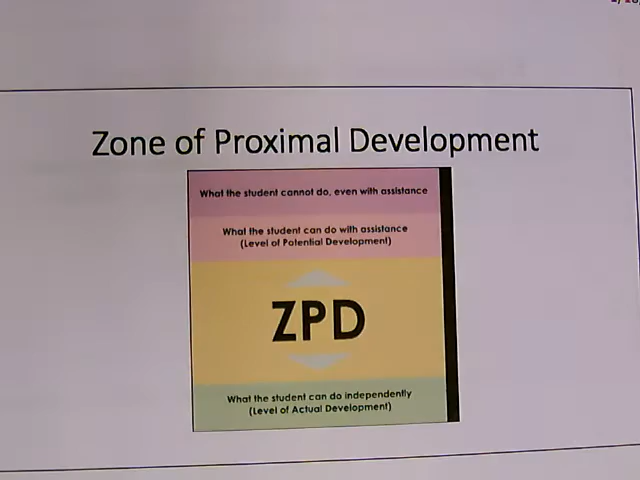 Zone of Proximal Development
What the student cannot do, even with assistance
What the student can do with assistance
(Level of Potential Development)
ZPD
What the student can do independently
(Level of Actual Development)